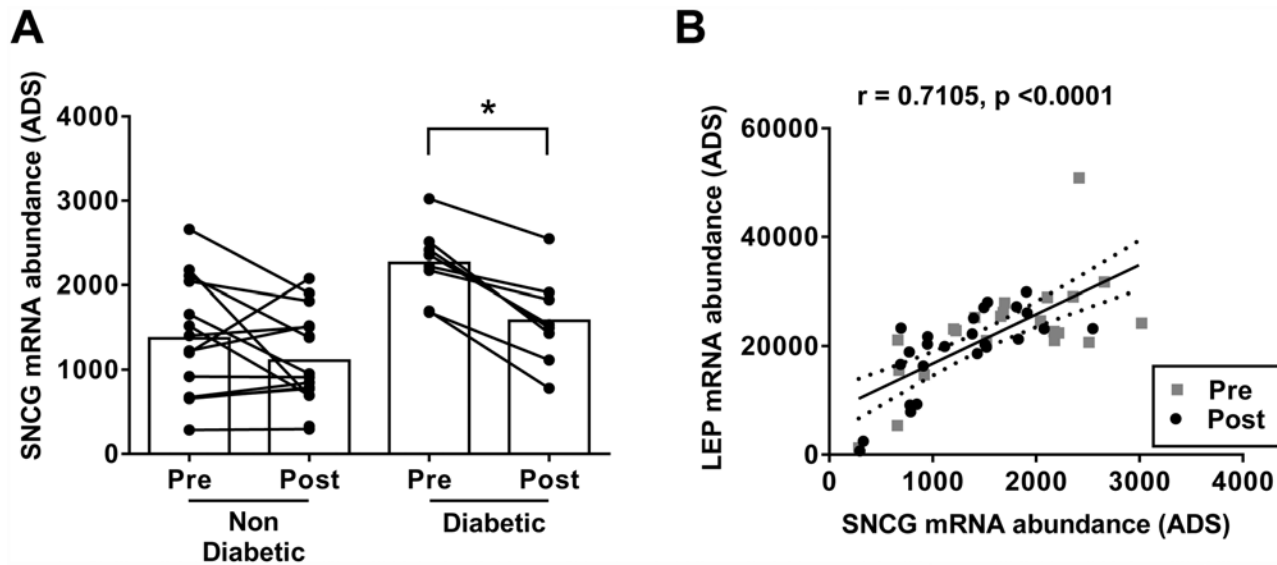 A
SNCG mRNA abundance (ADS)
4000
3000
2000
1000
0
*
Pre Post Pre Post
Non
Diabetic
Diabetic
B
r = 0.7105, p <0.0001
LEP mRNA abundance (ADS)
60000
40000
20000
0
Pre
Post
0 1000 2000 3000 4000
SNCG mRNA abundance (ADS)